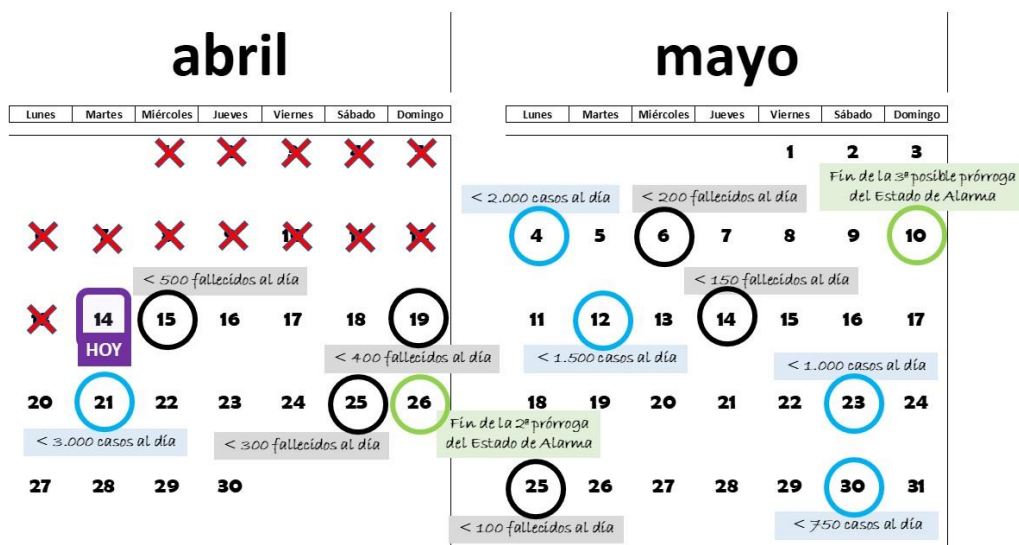 abril
Lunes Martes Miércoles Jueves Viernes Sábado Domingo
< 500 fallecidos al día
14 15 16 17 18 19
HOY
< 400 fallecidos al día
20 21 22 23 24 25 26
< 3.000 casos al día
< 300 fallecidos al día
Fin de la 2ª prórroga
del Estado de Alarma
27 28 29 30
mayo
Lunes Martes Miércoles Jueves Viernes Sábado Domingo
1 2 3
< 2.000 casos al día
< 200 fallecidos al día
Fin de la 3ª posible prórroga
del Estado de Alarma
4 5 6 7 8 9 10
< 150 fallecidos al día
11 12 13 14 15 16 17
< 1.500 casos al día
< 1.000 casos al día
18 19 20 21 22 23 24
25 26 27 28 29 30 31
< 100 fallecidos al día
< 750 casos al día